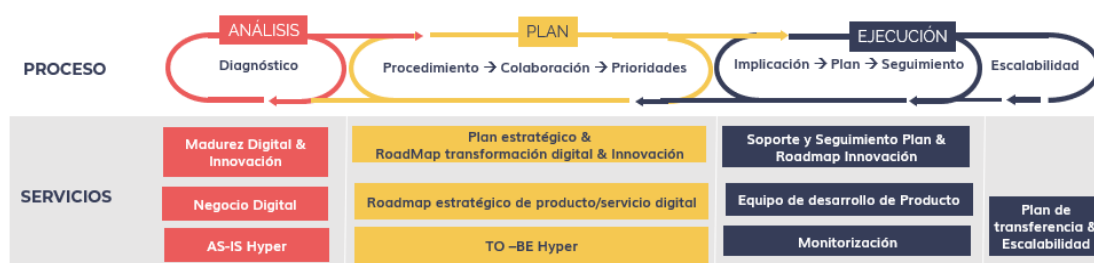 ANÁLISIS
PLAN
EJECUCIÓN
PROCESO
Diagnóstico
Procedimiento → Colaboración → Prioridades
Implicación → Plan → Seguimiento
Escalabilidad
SERVICIOS
Madurez Digital &
Innovación
Plan estratégico &
RoadMap transformación digital & Innovación
Soporte y Seguimiento Plan &
Roadmap Innovación
Negocio Digital
Roadmap estratégico de producto/servicio digital
Equipo de desarrollo de Producto
AS-IS Hyper
TO –BE Hyper
Monitorización
Plan de
transferencia &
Escalabilidad